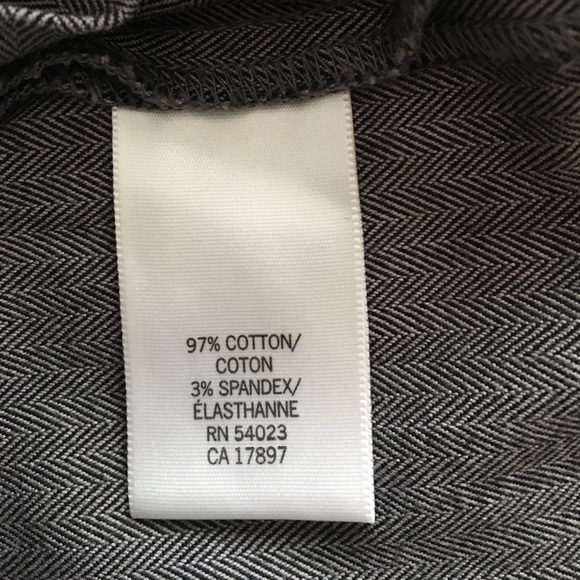 97% COTTON/
COTON
3% SPANDEX/
ÉLASTHANNE
RN 54023
CA 17897